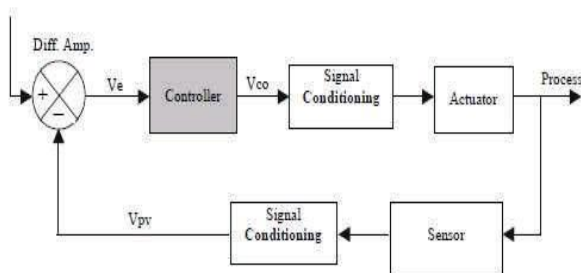 Diff. Amp.
+
−
Ve
Controller
Vco
Signal
Conditioning
Actuator
Process
Vpv
Signal
Conditioning
Sensor